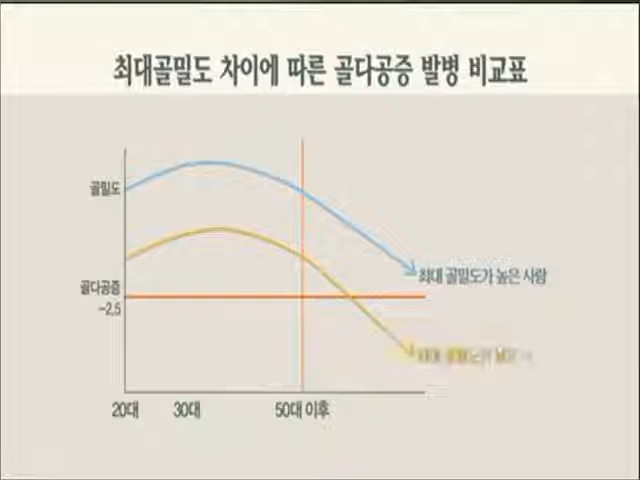 최대골밀도 차이에 따른 골다공증 발병 비교표
골밀도
최대 골밀도가 높은 사람
골다공증
-2.5
20대 30대 50대 이후